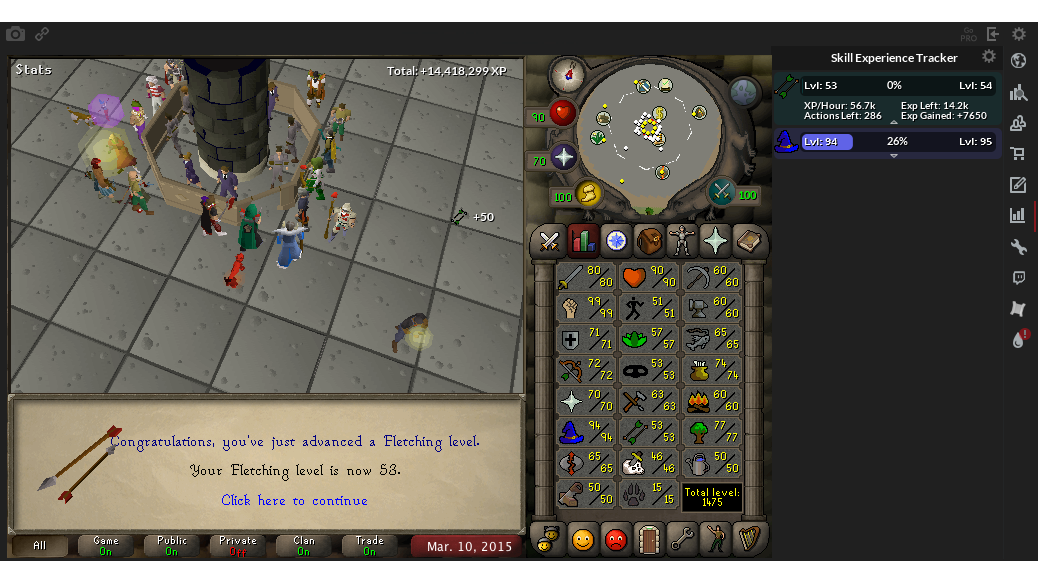 Go
PRO
Stats
Total: +14,418,299 XP
+50
90
70
100
100
Skill Experience Tracker
Lvl: 53 0% Lvl: 54
XP/Hour: 56.7k Exp Left: 14.2k
Actions Left: 286 Exp Gained: +7650
Lvl: 94 26% Lvl: 95
80/80 90/90 60/60
99/99 51/51 60/60
71/71 57/57 65/65
72/72 53/53 74/74
70/70 63/63 60/60
94/94 53/53 77/77
65/65 46/46 50/50
50/50 15/15 Total level:
1475
Congratulations, you've just advanced a Fletching level.
Your Fletching level is now 53.
Click here to continue
All
Game
On
Public
On
Private
Off
Clan
On
Trade
On
Mar. 10, 2015